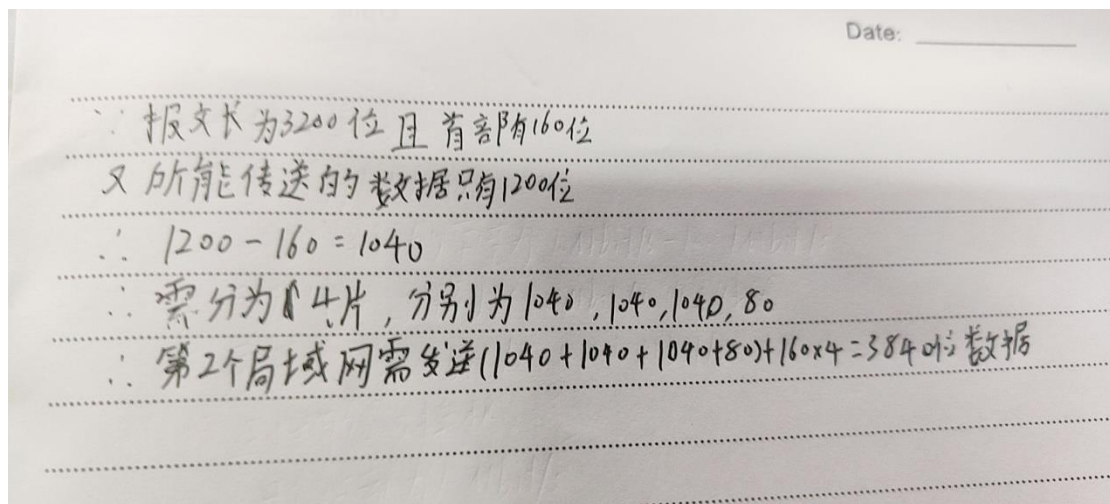 Date:
∵ 报文长为3200位且首部有160位
又所能传送的数据只有1200位
∴ 1200-160=1040
∴ 需分为4片,分别为1040,1040,1040,80
∴ 第2个局域网需发送(1040+1040+1040+80)+160×4=3840位数据